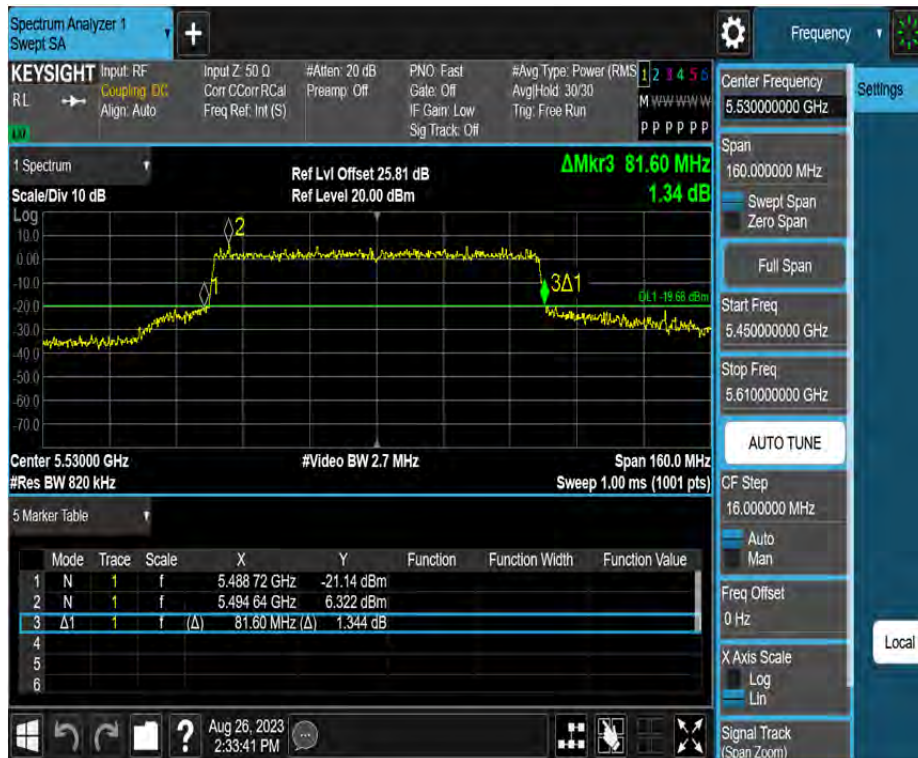 Spectrum Analyzer 1
Swept SA
+
Frequency
KEYSIGHT
RL
LXI
Input: RF
Coupling: DC
Align: Auto
Input Z: 50 Ω
Corr CCorr RCal
Freq Ref: Int (S)
#Atten: 20 dB
Preamp: Off
PNO: Fast
Gate: Off
IF Gain: Low
Sig Track: Off
#Avg Type: Power (RMS
Avg|Hold: 30/30
Trig: Free Run
1 2 3 4 5 6
M W W W W W
P P P P P P
Center Frequency
5.530000000 GHz
Settings
1 Spectrum
Scale/Div 10 dB
Ref Lvl Offset 25.81 dB
Ref Level 20.00 dBm
ΔMkr3 81.60 MHz
1.34 dB
Log
10.0
0.00
-10.0
-20.0
-30.0
-40.0
-50.0
-60.0
-70.0
2
1
3Δ1
DL1 -19.68 dBm
Center 5.53000 GHz
#Res BW 820 kHz
#Video BW 2.7 MHz
Span 160.0 MHz
Sweep 1.00 ms (1001 pts)
Span
160.000000 MHz
Swept Span
Zero Span
Full Span
Start Freq
5.450000000 GHz
Stop Freq
5.610000000 GHz
AUTO TUNE
CF Step
16.000000 MHz
Auto
Man
Freq Offset
0 Hz
X Axis Scale
Log
Lin
Signal Track
(Span Zoom)
Local
5 Marker Table
Mode Trace Scale X Y Function Function Width Function Value
1 N 1 f 5.488 72 GHz -21.14 dBm
2 N 1 f 5.494 64 GHz 6.322 dBm
3 Δ1 1 f (Δ) 81.60 MHz (Δ) 1.344 dB
4
5
6
?
Aug 26, 2023
2:33:41 PM